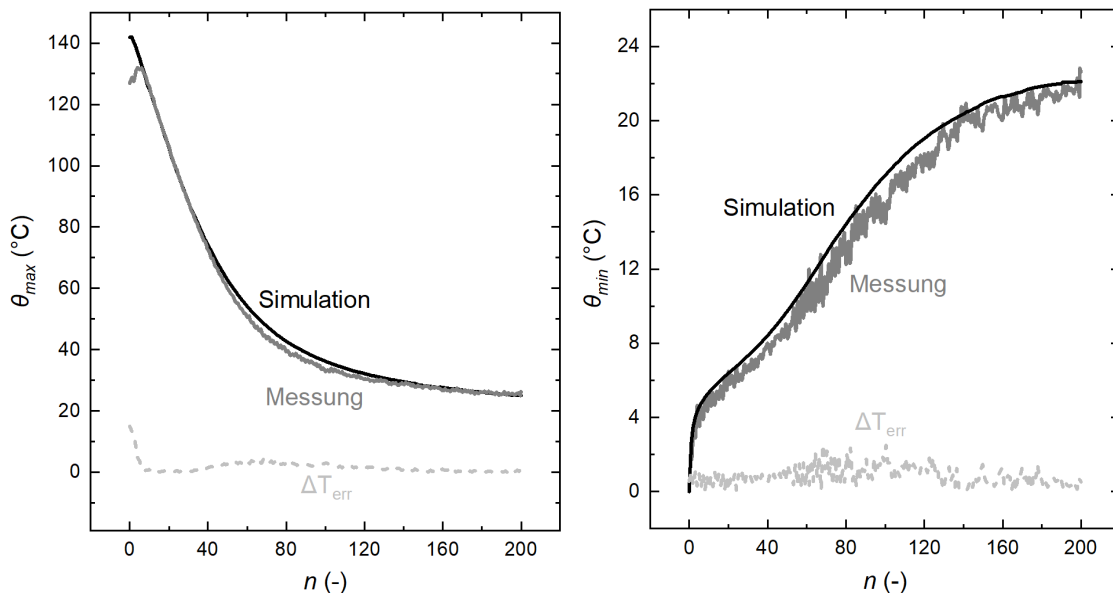 140
120
100
80
60
40
20
0
θmax (°C)
Simulation
Messung
ΔTerr
0 40 80 120 160 200
n (-)
24
20
16
12
8
4
0
θmin (°C)
Simulation
Messung
ΔTerr
0 40 80 120 160 200
n (-)